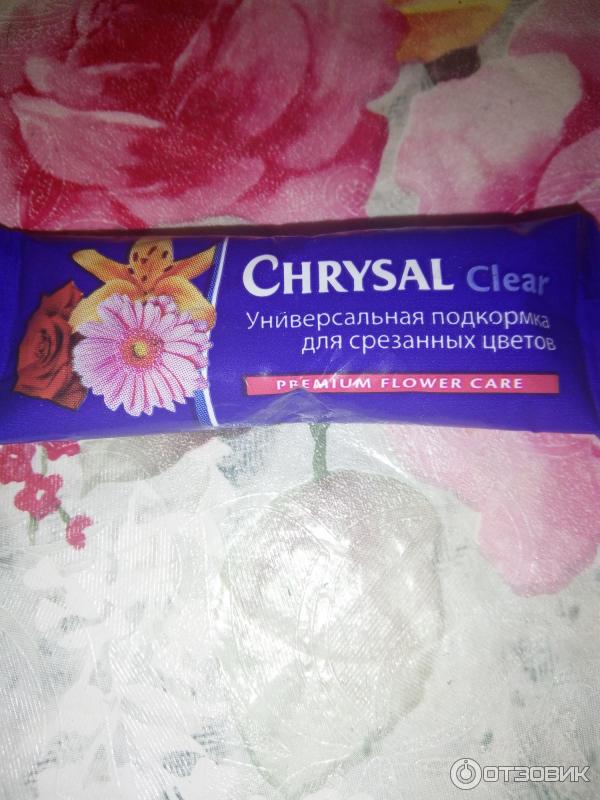 CHRYSAL Clear
Универсальная подкормка
для срезанных цветов
PREMIUM FLOWER CARE
ОТЗОВИК